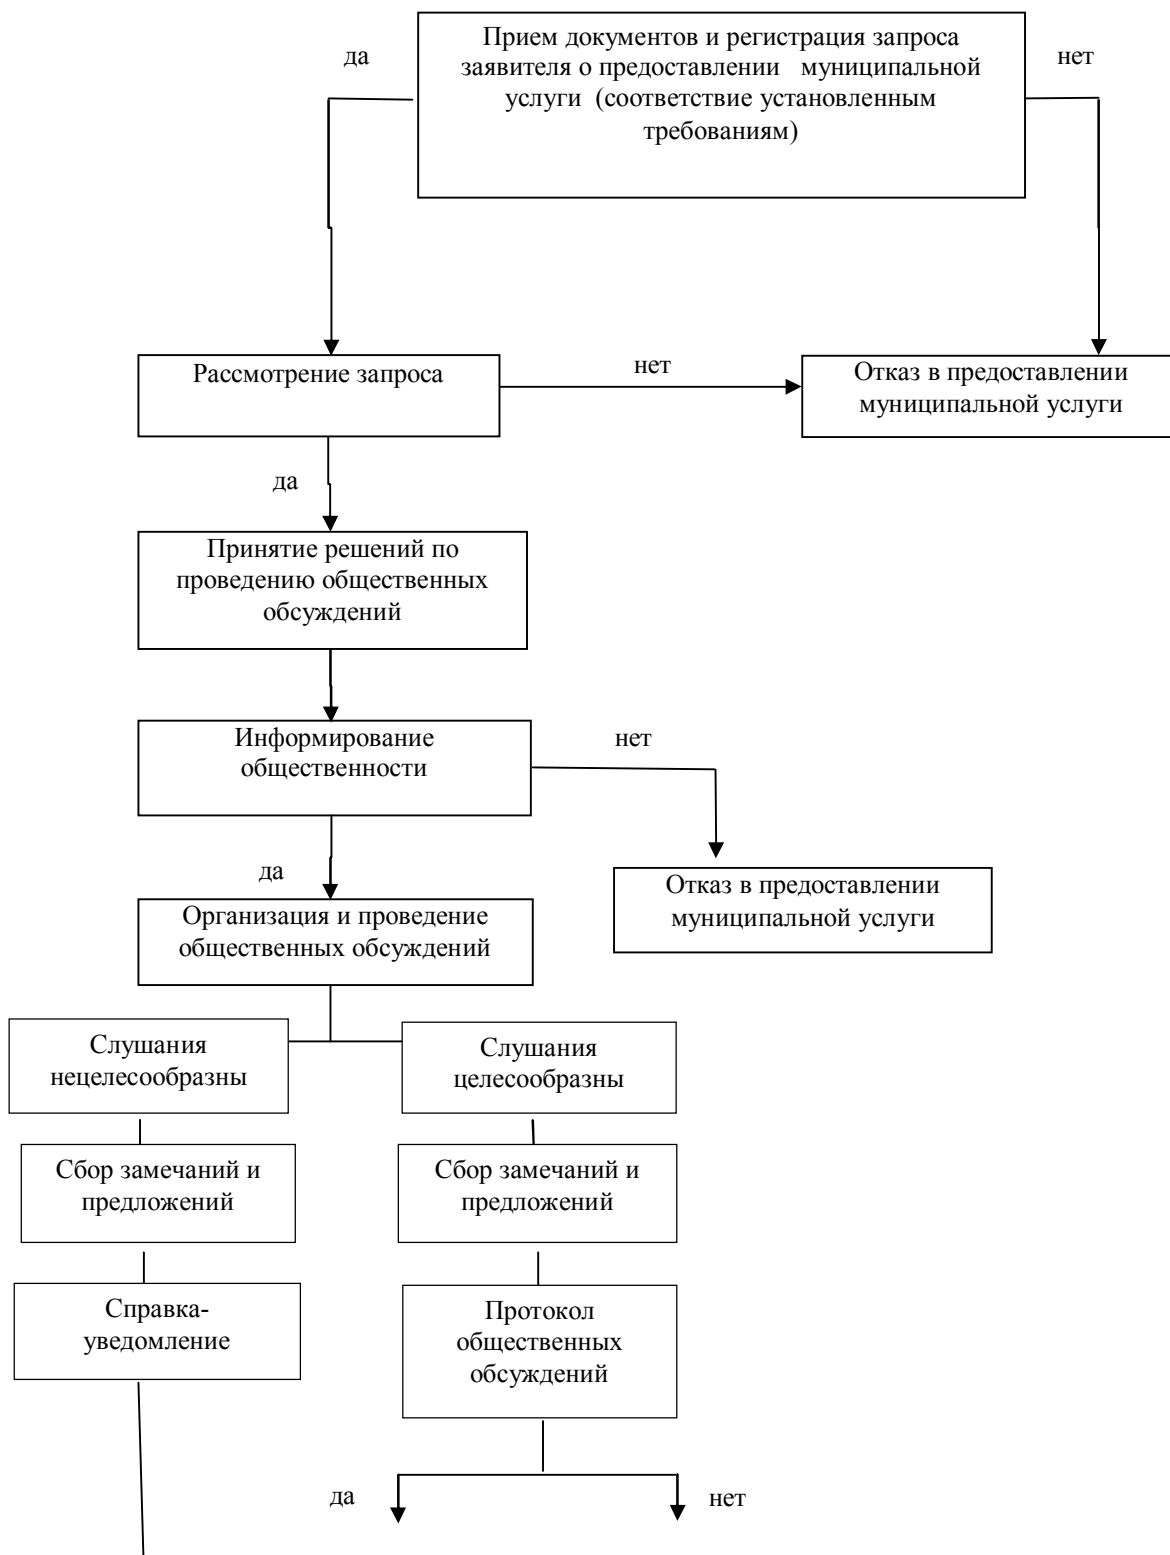 да
Прием документов и регистрация запроса
заявителя о предоставлении муниципальной
услуги (соответствие установленным
требованиям)
нет
Рассмотрение запроса
нет
Отказ в предоставлении
муниципальной услуги
да
Принятие решений по
проведению общественных
обсуждений
Информирование
общественности
нет
да
Отказ в предоставлении
муниципальной услуги
Организация и проведение
общественных обсуждений
Слушания
нецелесообразны
Слушания
целесообразны
Сбор замечаний и
предложений
Сбор замечаний и
предложений
Справка-
уведомление
Протокол
общественных
обсуждений
да
нет